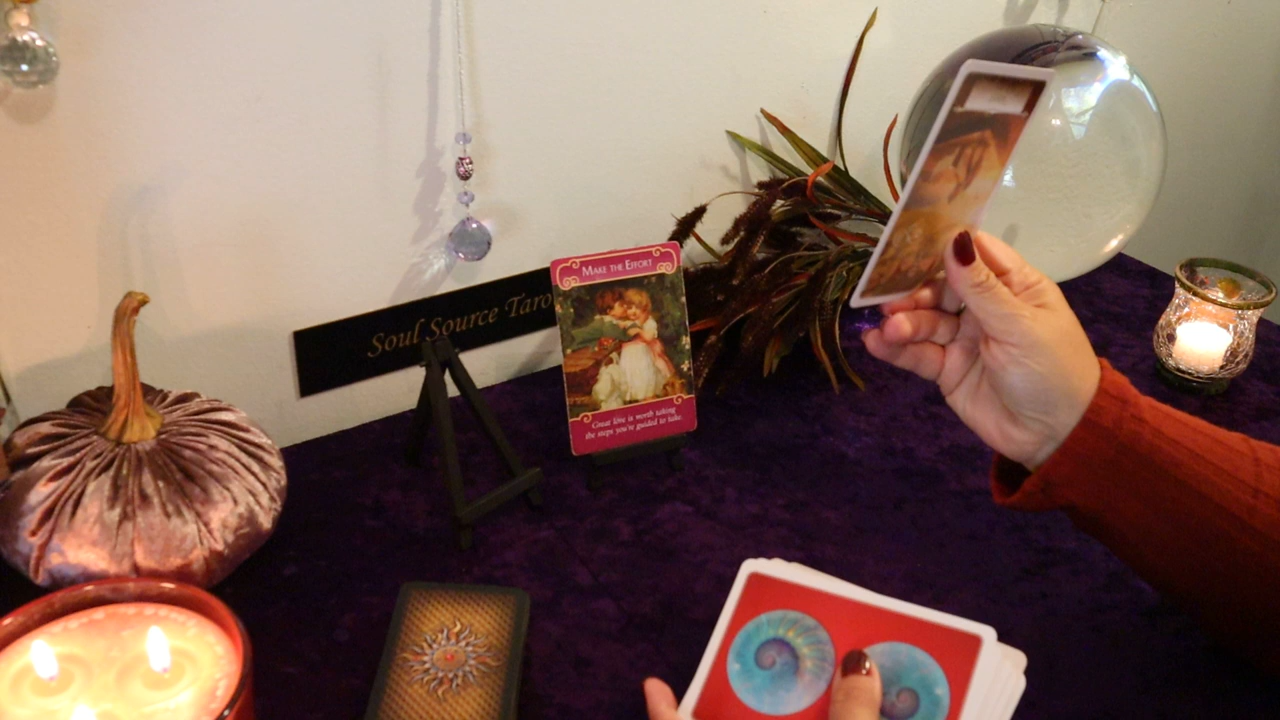 Soul Source Taro
MAKE THE EFFORT
Great love is worth taking
the steps you're guided to take.